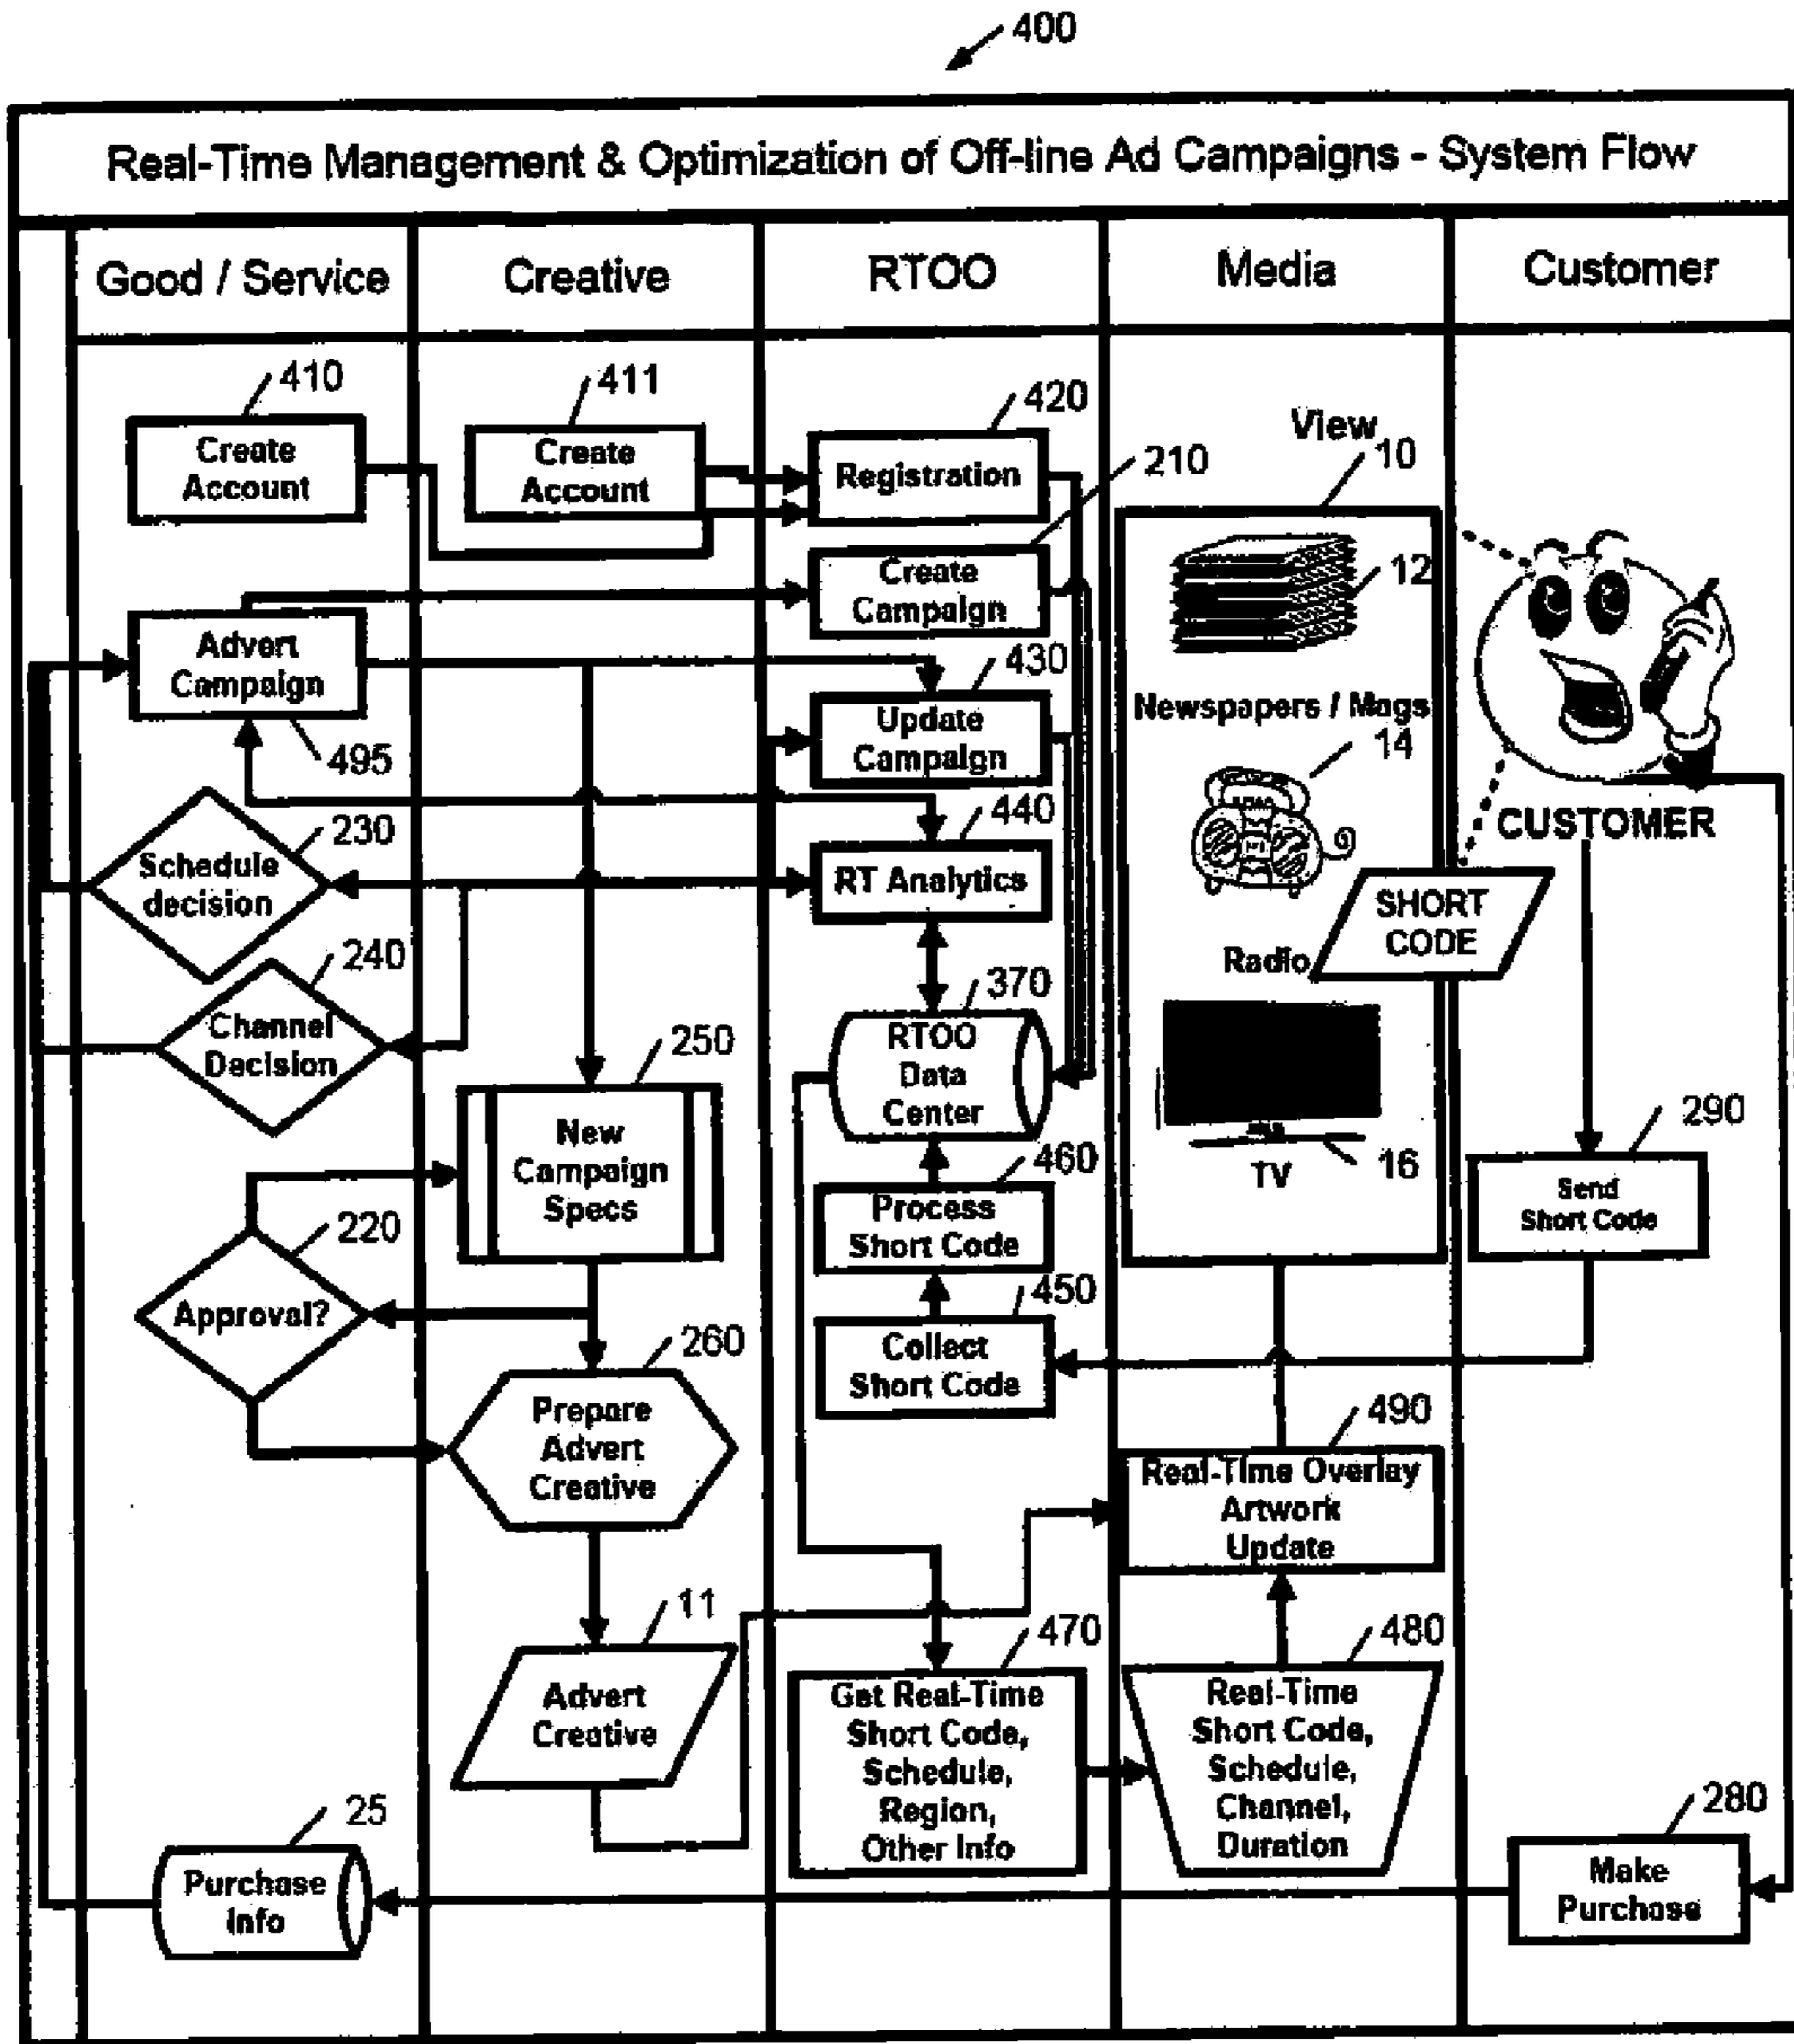 400
Real-Time Management & Optimization of Off-line Ad Campaigns - System Flow
Good / Service
Creative
RTOO
Media
Customer
410
Create
Account
411
Create
Account
420
Registration
210
Create
Campaign
View
10
12
Newspapers / Mags
14
Radio
TV
16
CUSTOMER
SHORT
CODE
Advert
Campaign
495
430
Update
Campaign
230
Schedule
decision
440
RT Analytics
240
Channel
Decision
370
RTOO
Data
Center
250
New
Campaign
Specs
290
Send
Short Code
220
Approval?
460
Process
Short Code
450
Collect
Short Code
260
Prepare
Advert
Creative
490
Real-Time Overlay
Artwork
Update
11
Advert
Creative
470
Get Real-Time
Short Code,
Schedule,
Region,
Other Info
480
Real-Time
Short Code,
Schedule,
Channel,
Duration
25
Purchase
Info
280
Make
Purchase